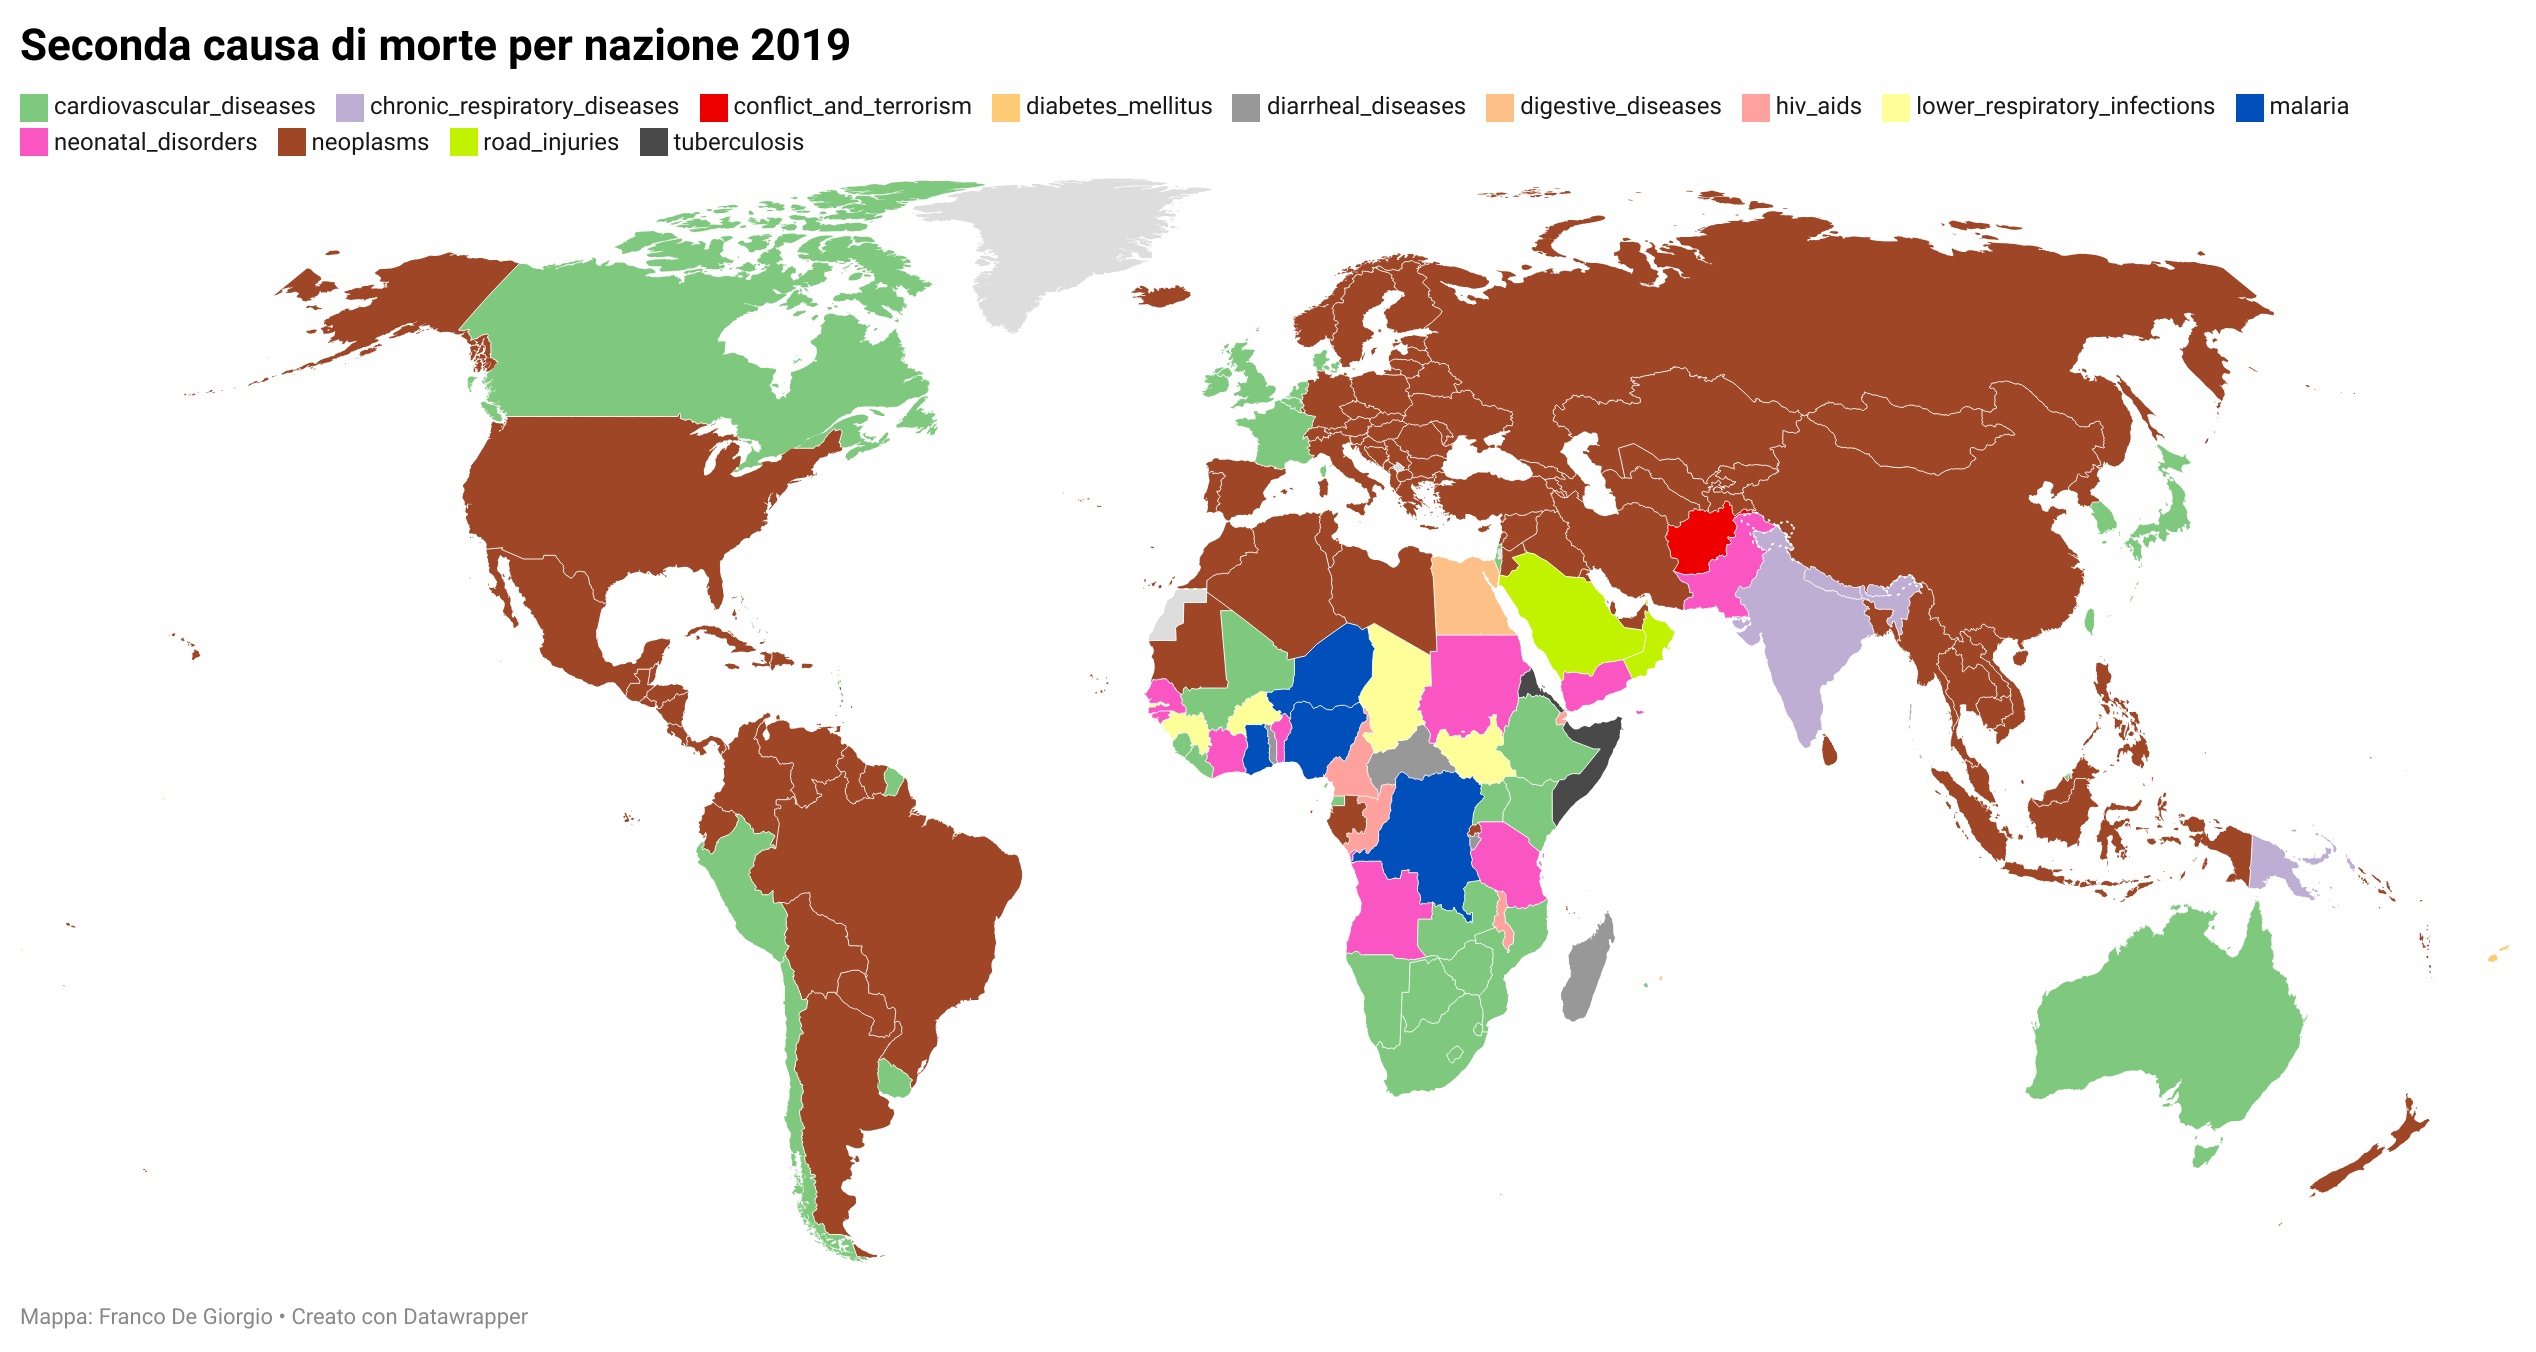 Seconda causa di morte per nazione 2019
cardiovascular_diseases chronic_respiratory_diseases conflict_and_terrorism diabetes_mellitus diarrheal_diseases digestive_diseases hiv_aids lower_respiratory_infections malaria
neonatal_disorders neoplasms road_injuries tuberculosis
Mappa: Franco De Giorgio • Creato con Datawrapper